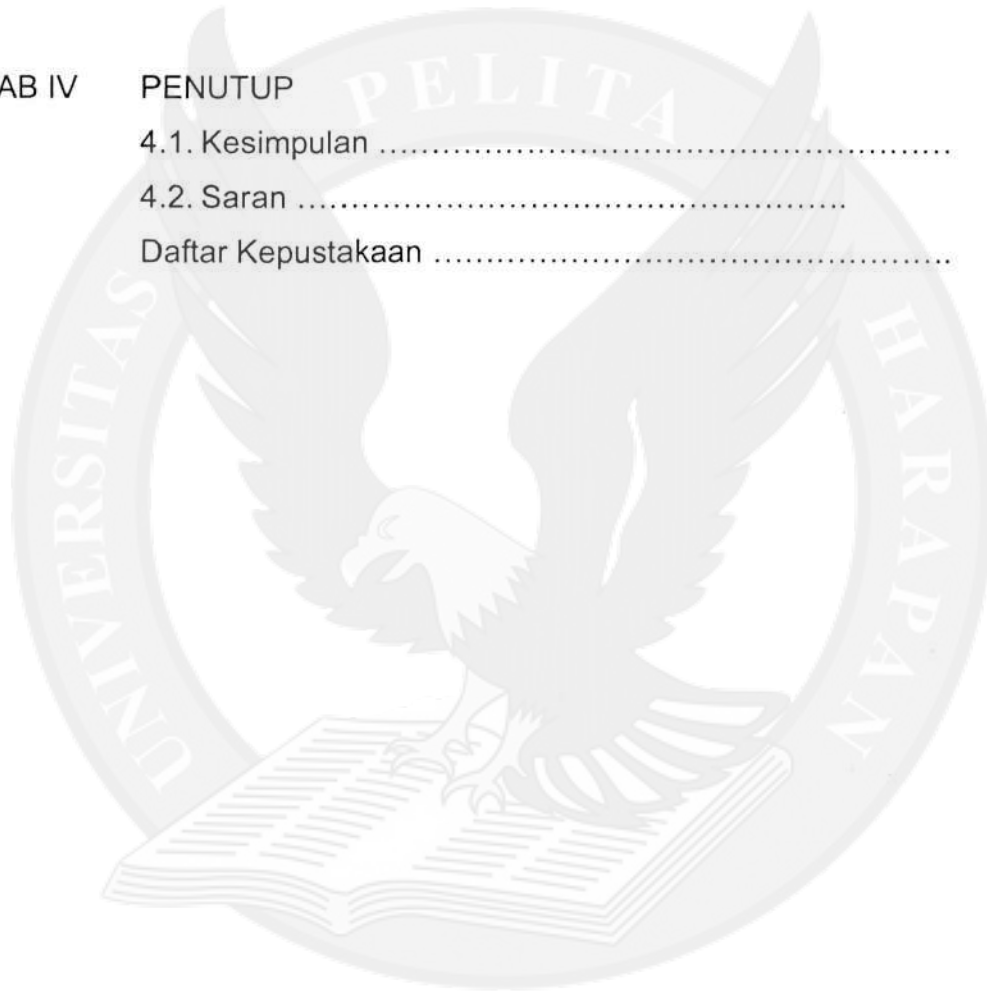 AB IV PENUTUP
4.1. Kesimpulan ......................................................
4.2. Saran ....................................................
Daftar Kepustakaan .................................................
UNIVERSITAS PELITA HARAPAN